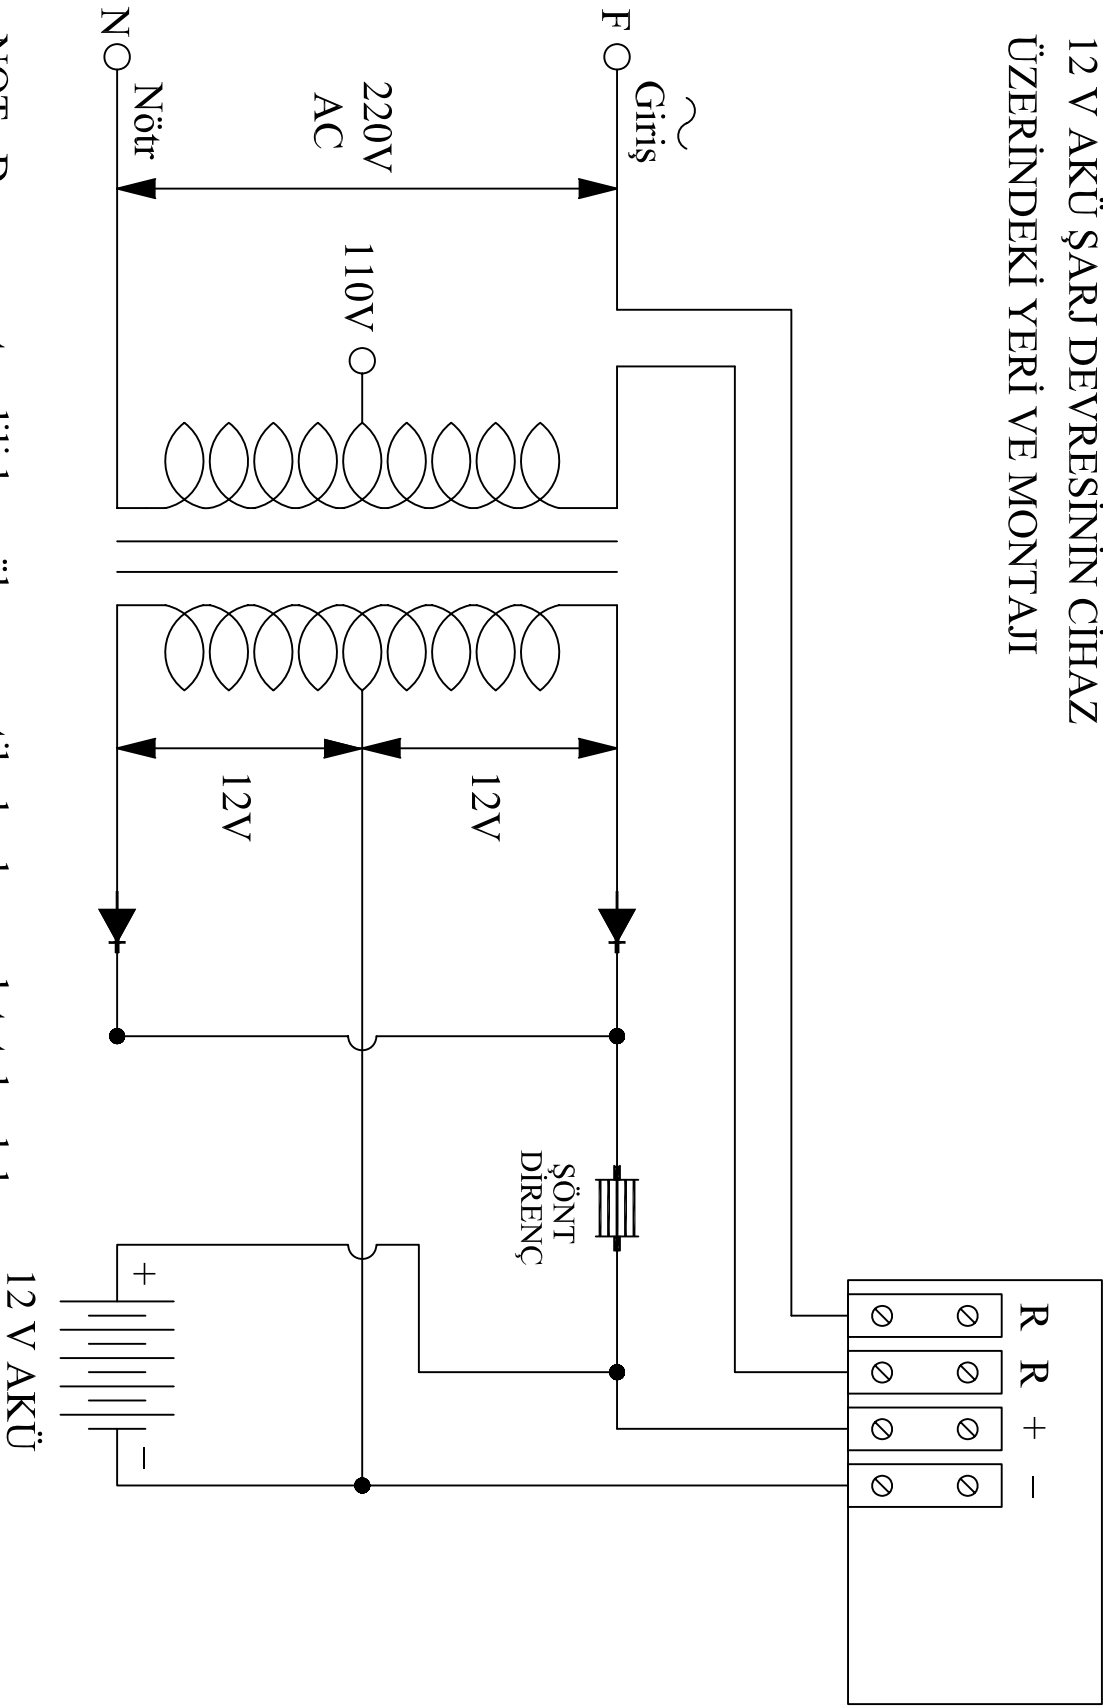 12 V AKÜ ŞARJ DEVRESİNİN CİHAZ
ÜZERİNDEKİ YERİ VE MONTAJI
R R + −
F
Giriş
220V
AC
110V
N
Nötr
12V
12V
ŞÖNT
DİRENÇ
+ −
12 V AKÜ
NOT